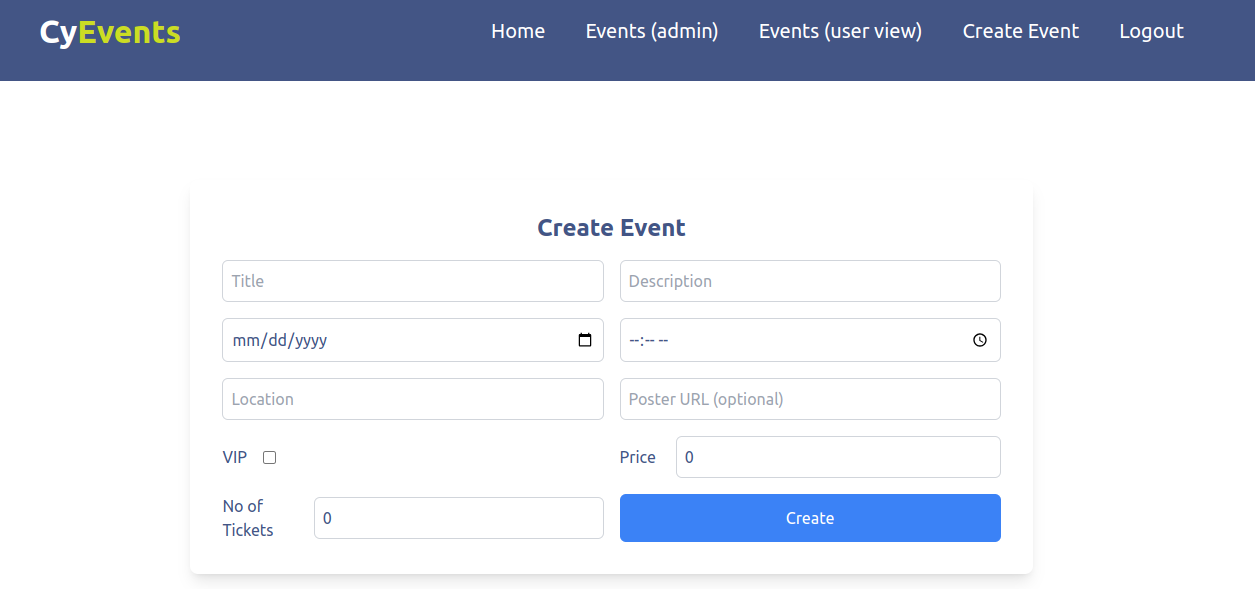 CyEvents Home Events (admin) Events (user view) Create Event Logout
Create Event
Title Description
mm/dd/yyyy --:-- --
Location Poster URL (optional)
VIP Price 0
No of
Tickets 0 Create